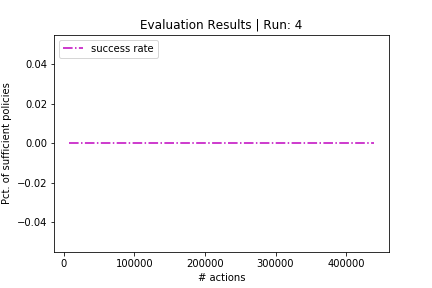 Evaluation Results | Run: 4
success rate
Pct. of sufficient policies
0.04
0.02
0.00
−0.02
−0.04
0
100000
200000
300000
400000
# actions